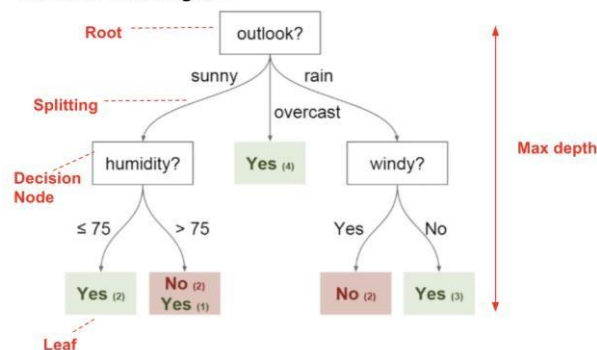 Root
outlook?
sunny
rain
Splitting
overcast
humidity?
Yes (4)
windy?
Max depth
Decision
Node
≤ 75
> 75
Yes
No
Yes (2)
No (2)
Yes (1)
No (2)
Yes (3)
Leaf